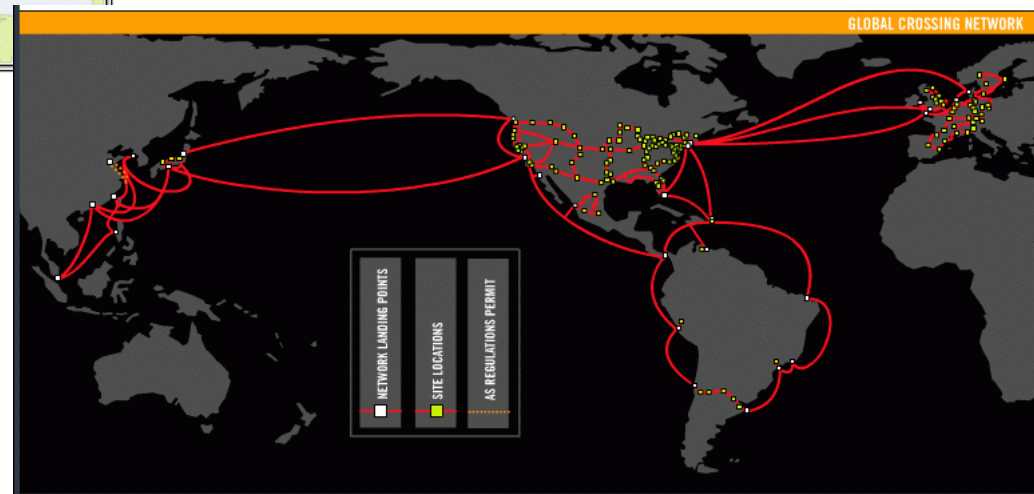 GLOBAL CROSSING NETWORK
NETWORK LANDING POINTS
SITE LOCATIONS
AS REGULATIONS PERMIT